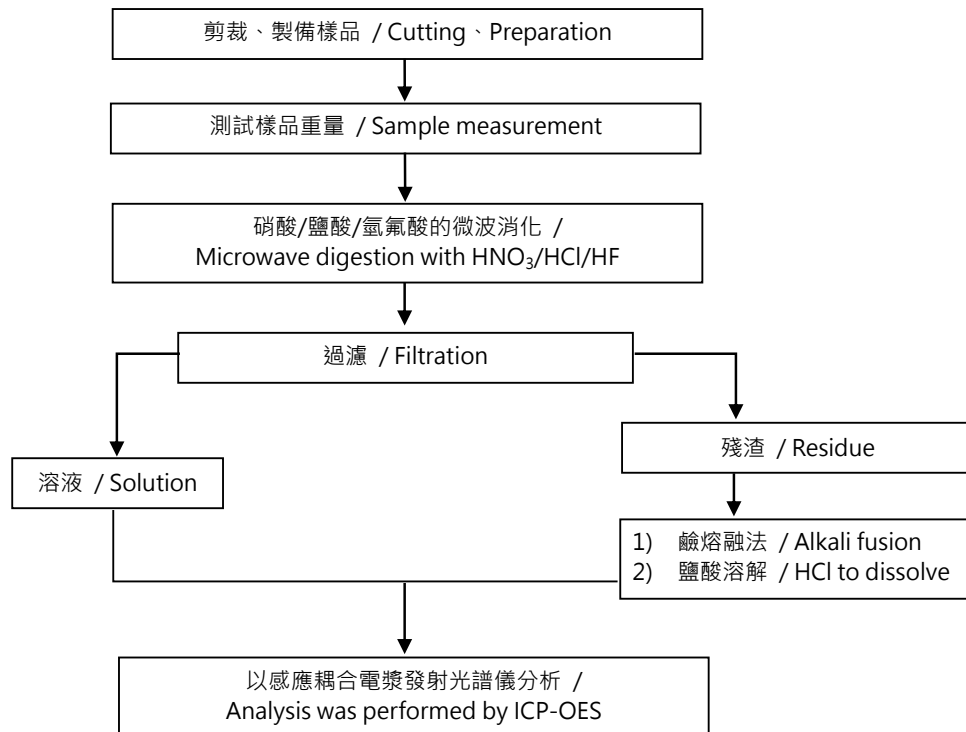 剪裁、製備樣品 / Cutting、Preparation
測試樣品重量 / Sample measurement
硝酸/鹽酸/氫氟酸的微波消化 /
Microwave digestion with HNO₃/HCl/HF
過濾 / Filtration
溶液 / Solution
殘渣 / Residue
1) 鹼熔融法 / Alkali fusion
2) 鹽酸溶解 / HCl to dissolve
以感應耦合電漿發射光譜儀分析 /
Analysis was performed by ICP-OES